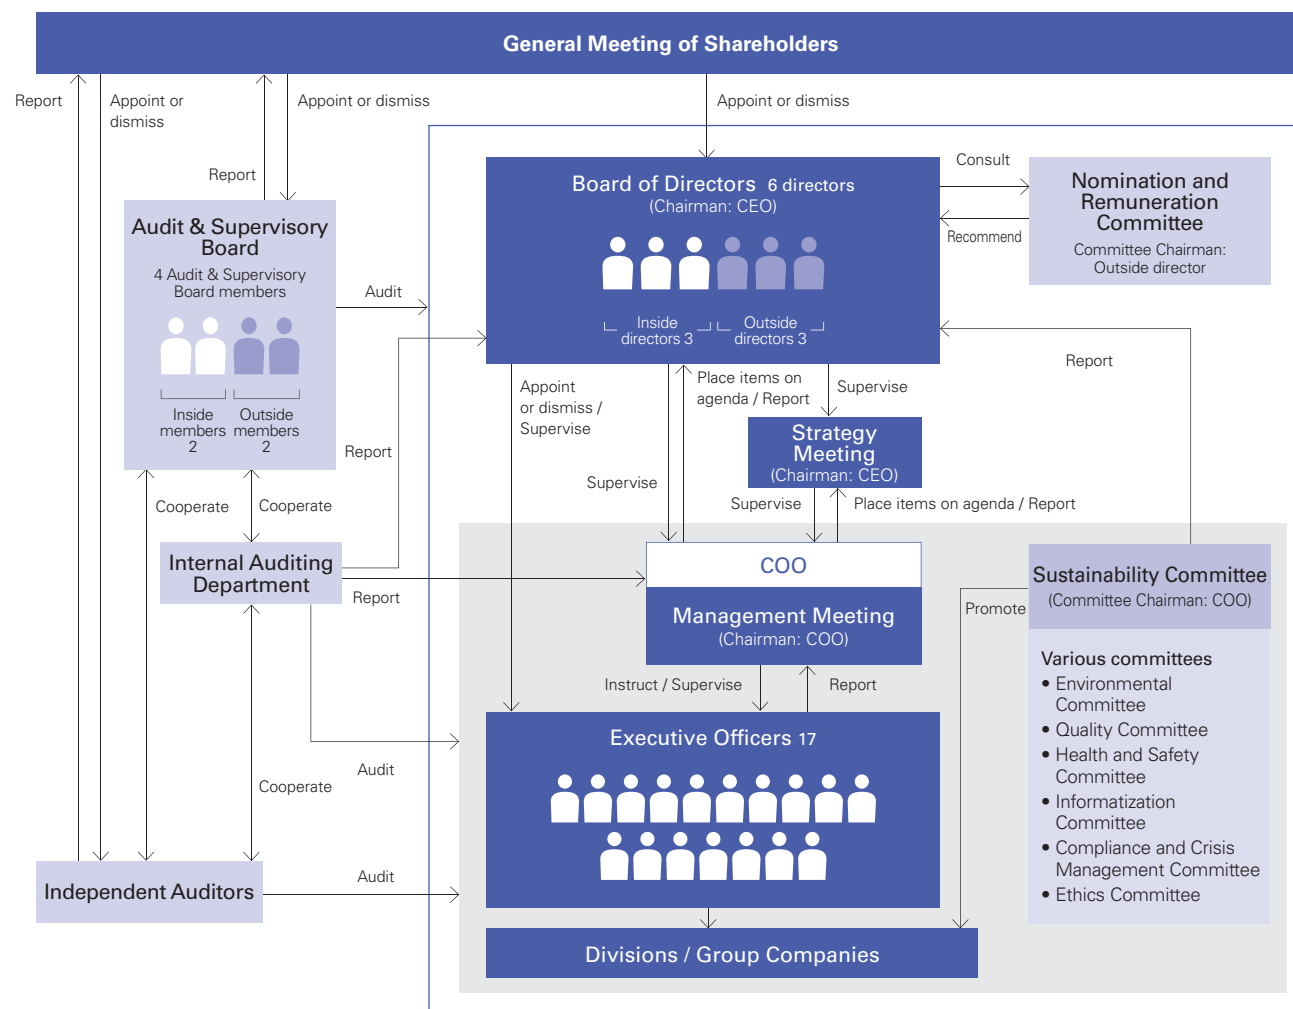 General Meeting of Shareholders
Report
Appoint or
dismiss
Appoint or dismiss
Appoint or dismiss
Report
Board of Directors 6 directors
(Chairman: CEO)
Inside
directors 3
Outside
directors 3
Consult
Recommend
Nomination and
Remuneration
Committee
Committee Chairman:
Outside director
Audit & Supervisory
Board
4 Audit & Supervisory
Board members
Inside
members
2
Outside
members
2
Audit
Report
Appoint
or dismiss /
Supervise
Place items on
agenda / Report
Supervise
Report
Strategy
Meeting
(Chairman: CEO)
Supervise
Supervise
Place items on agenda / Report
Cooperate
Cooperate
Internal Auditing
Department
Report
COO
Management Meeting
(Chairman: COO)
Sustainability Committee
(Committee Chairman: COO)
Promote
Various committees
• Environmental
Committee
• Quality Committee
• Health and Safety
Committee
• Informatization
Committee
• Compliance and Crisis
Management Committee
• Ethics Committee
Instruct / Supervise
Report
Executive Officers 17
Audit
Cooperate
Independent Auditors
Audit
Divisions / Group Companies